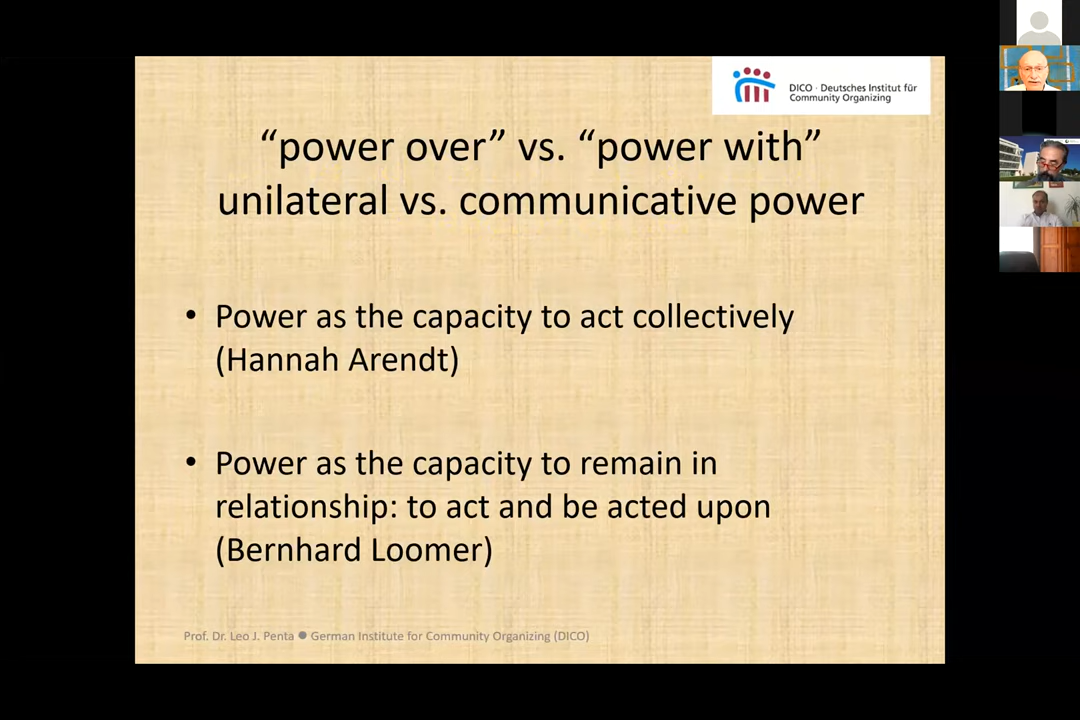 DICO · Deutsches Institut für
Community Organizing
“power over” vs. “power with”
unilateral vs. communicative power
• Power as the capacity to act collectively
(Hannah Arendt)
• Power as the capacity to remain in
relationship: to act and be acted upon
(Bernhard Loomer)
Prof. Dr. Leo J. Penta ● German Institute for Community Organizing (DICO)